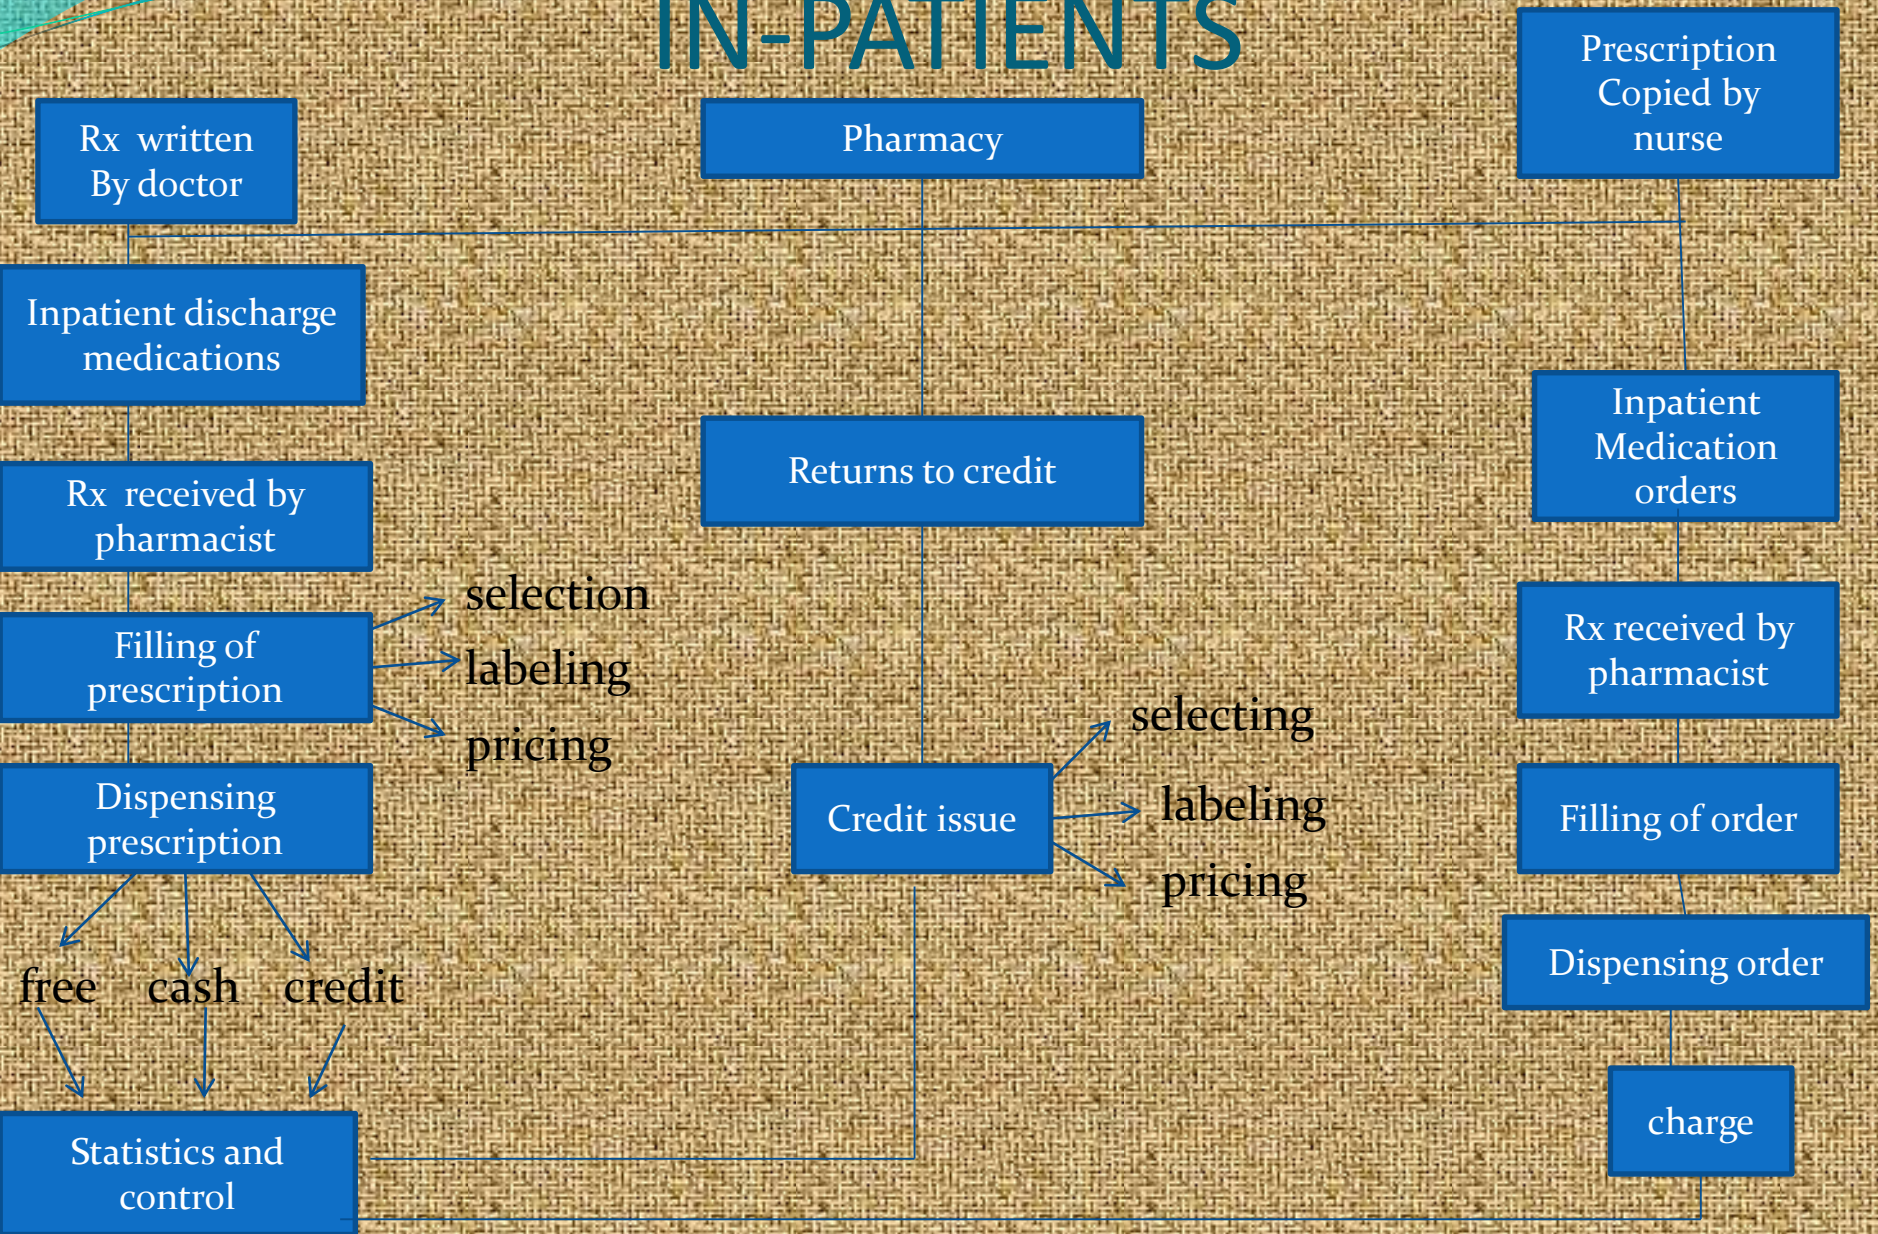 IN-PATIENTS
Rx written
By doctor
Pharmacy
Prescription
Copied by
nurse
Inpatient discharge
medications
Rx received by
pharmacist
Filling of
prescription
selection
labeling
pricing
Dispensing
prescription
free cash credit
Statistics and
control
Returns to credit
Credit issue
selecting
labeling
pricing
Inpatient
Medication
orders
Rx received by
pharmacist
Filling of order
Dispensing order
charge